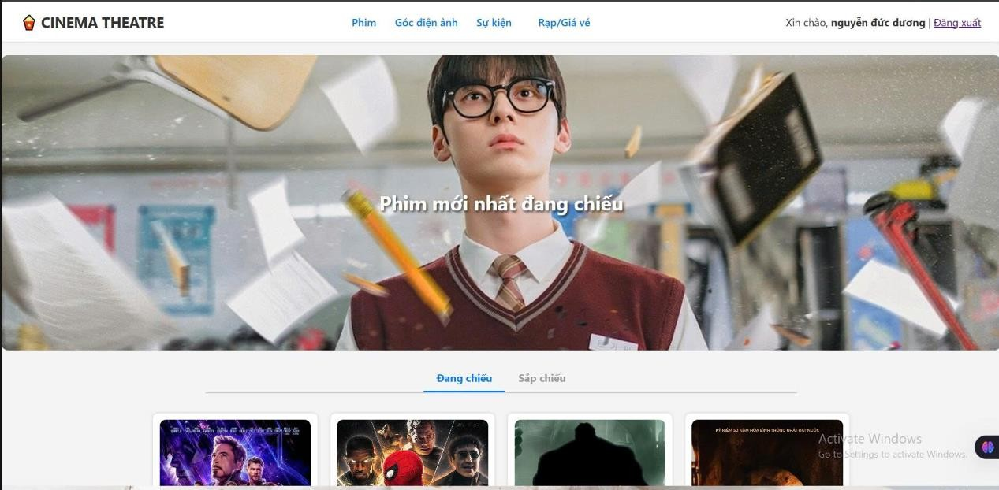 CINEMA THEATRE
Phim Góc điện ảnh Sự kiện Rạp/Giá vé
Xin chào, nguyễn đức dương | Đăng xuất
Phim mới nhất đang chiếu
Đang chiếu Sắp chiếu
KỶ NIỆM 50 NĂM HÒA BÌNH THỐNG NHẤT ĐẤT NƯỚC
Activate Windows
Go to Settings to activate Windows.